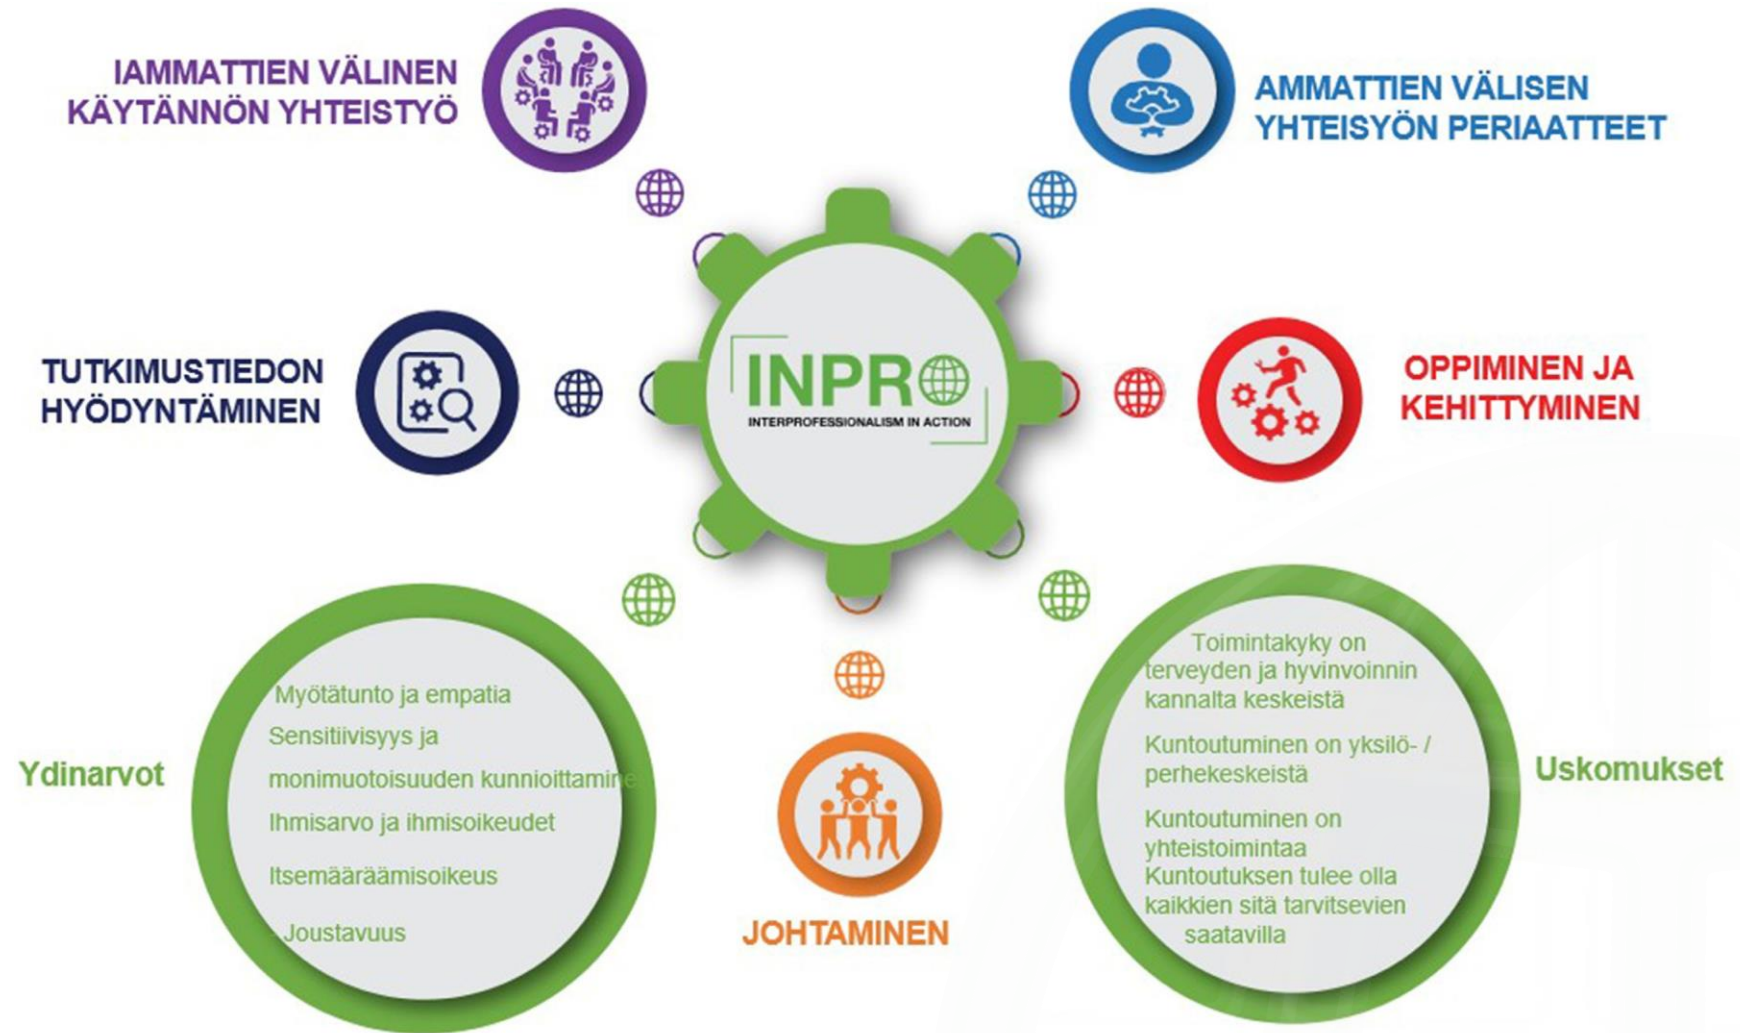 IAMMATTIEN VÄLINEN
KÄYTÄNNÖN YHTEISTYÖ
AMMATTIEN VÄLISEN
YHTEISYÖN PERIAATTEET
TUTKIMUSTIEDON
HYÖDYNTÄMINEN
INPRO
INTERPROFESSIONALISM IN ACTION
OPPIMINEN JA
KEHITTYMINEN
Ydinarvot
Myötätunto ja empatia
Sensitiivisyys ja
monimuotoisuuden kunnioittamine
Ihmisarvo ja ihmisoikeudet
Itsemääräämisoikeus
Joustavuus
JOHTAMINEN
Toimintakyky on
terveyden ja hyvinvoinnin
kannalta keskeistä
Kuntoutuminen on yksilö- /
perhekeskeistä
Kuntoutuminen on
yhteistoimintaa
Kuntoutuksen tulee olla
kaikkien sitä tarvitsevien
saatavilla
Uskomukset